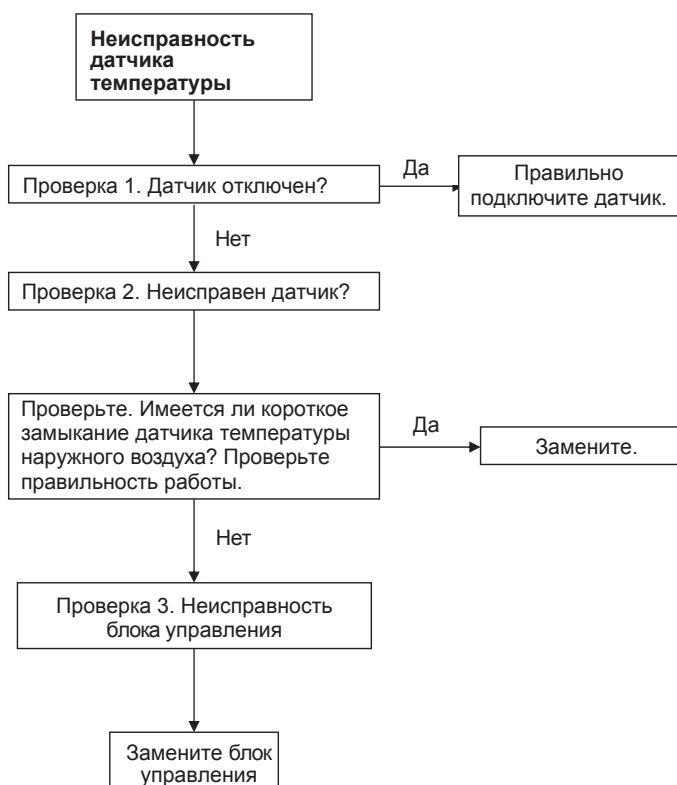 Неисправность
датчика
температуры
Проверка 1. Датчик отключен?
Да
Правильно
подключите датчик.
Нет
Проверка 2. Неисправен датчик?
Проверьте. Имеется ли короткое
замыкание датчика температуры
наружного воздуха? Проверьте
правильность работы.
Да
Замените.
Нет
Проверка 3. Неисправность
блока управления
Замените блок
управления